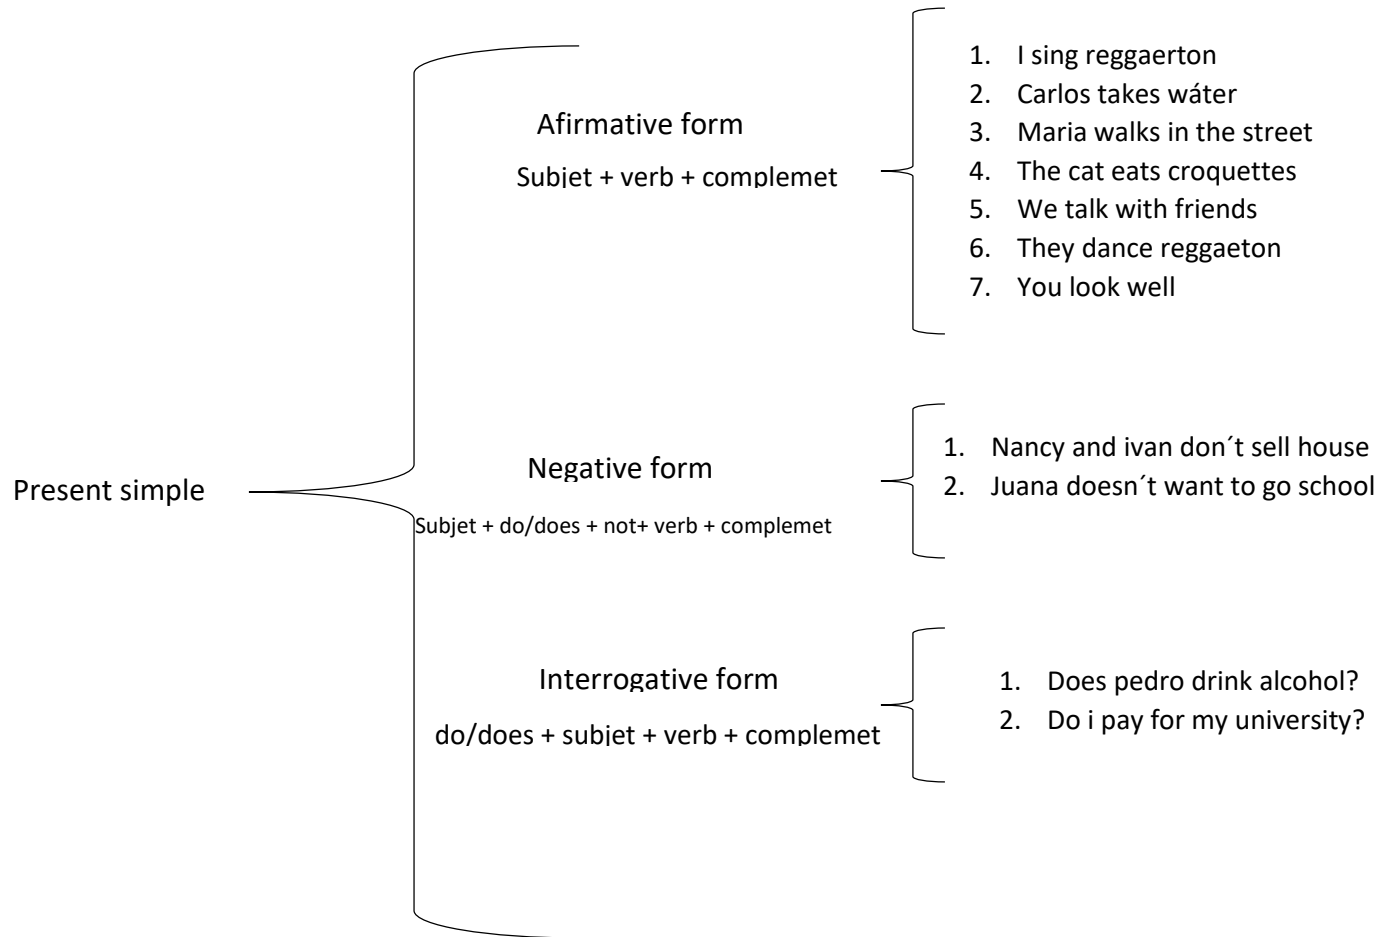 Present simple
Afirmative form
Subjet + verb + complemet
1. I sing reggaerton
2. Carlos takes wáter
3. Maria walks in the street
4. The cat eats croquettes
5. We talk with friends
6. They dance reggaeton
7. You look well
Negative form
Subjet + do/does + not+ verb + complemet
1. Nancy and ivan don´t sell house
2. Juana doesn´t want to go school
Interrogative form
do/does + subjet + verb + complemet
1. Does pedro drink alcohol?
2. Do i pay for my university?